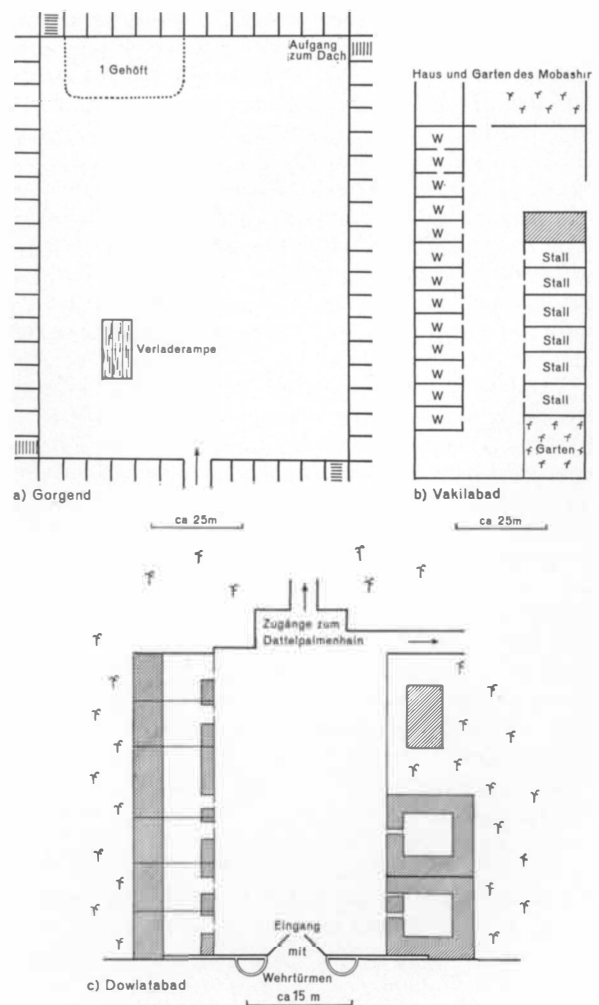 1 Gehöft
Aufgang
zum Dach
Verladerampe
a) Gorgend
ca 25m
Haus und Garten des Mobashir
W
W
W
W
W
W
W
W
W
W
W
W
W
Stall
Stall
Stall
Stall
Stall
Stall
Garten
b) Vakilabad
ca 25m
Zugänge zum
Dattelpalmenhain
Eingang
mit
Wehrtürmen
c) Dowlatabad
ca 15 m